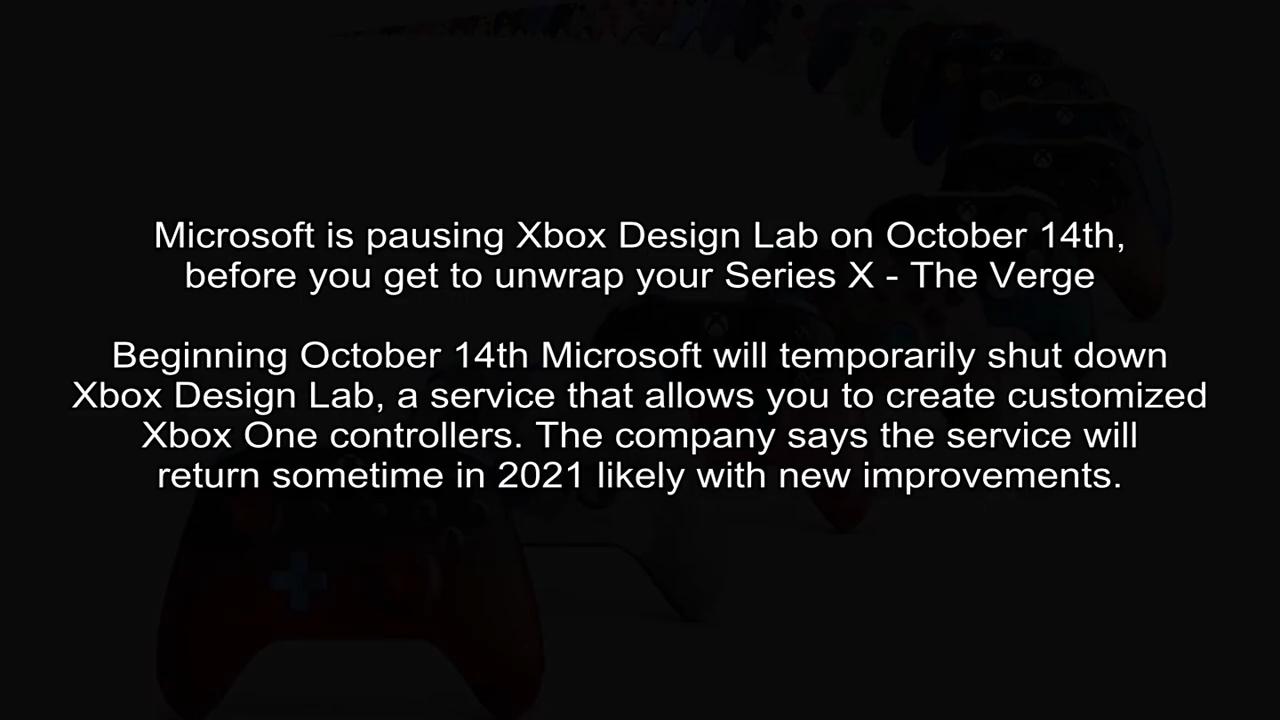 Microsoft is pausing Xbox Design Lab on October 14th,
before you get to unwrap your Series X - The Verge
Beginning October 14th Microsoft will temporarily shut down
Xbox Design Lab, a service that allows you to create customized
Xbox One controllers. The company says the service will
return sometime in 2021 likely with new improvements.